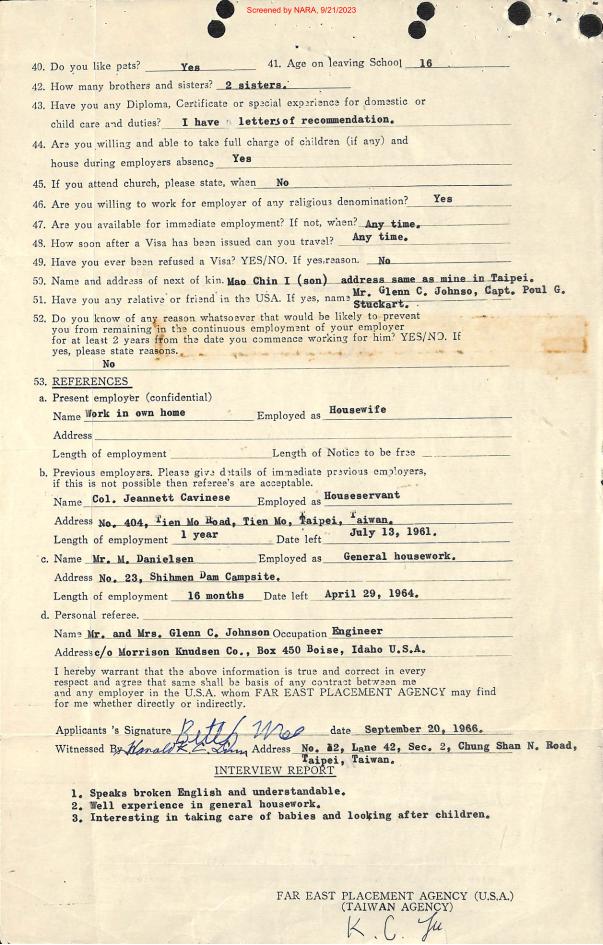 Screened by NARA, 9/21/2023
40. Do you like pets? Yes 41. Age on leaving School 16
42. How many brothers and sisters? 2 sisters.
43. Have you any Diploma, Certificate or special experience for domestic or
child care and duties? I have letters of recommendation.
44. Are you willing and able to take full charge of children (if any) and
house during employers absence Yes
45. If you attend church, please state, when No
46. Are you willing to work for employer of any religious denomination? Yes
47. Are you available for immediate employment? If not, when? Any time.
48. How soon after a Visa has been issued can you travel? Any time.
49. Have you ever been refused a Visa? YES/NO. If yes,reason. No
50. Name and address of next of kin. Mao Chin I (son) address same as mine in Taipei.
51. Have you any relative or friend in the USA. If yes, name Mr. Glenn C. Johnso, Capt. Poul G.
Stuckart.
52. Do you know of any reason whatsoever that would be likely to prevent
you from remaining in the continuous employment of your employer
for at least 2 years from the date you commence working for him? YES/NO. If
yes, please state reasons.
No
53. REFERENCES
a. Present employer (confidential)
Name Work in own home Employed as Housewife
Address
Length of employment Length of Notice to be free
b. Previous employers. Please give details of immediate previous employers,
if this is not possible then referee's are acceptable.
Name Col. Jeannett Cavinese Employed as Houseservant
Address No. 404, Tien Mo Road, Tien Mo, Taipei, Taiwan.
Length of employment 1 year Date left July 13, 1961.
c. Name Mr. M. Danielsen Employed as General housework.
Address No. 23, Shihmen Dam Campsite.
Length of employment 16 months Date left April 29, 1964.
d. Personal referee.
Name Mr. and Mrs. Glenn C. Johnson Occupation Engineer
Address c/o Morrison Knudsen Co., Box 450 Boise, Idaho U.S.A.
I hereby warrant that the above information is true and correct in every
respect and agree that same shall be basis of any contract between me
and any employer in the U.S.A. whom FAR EAST PLACEMENT AGENCY may find
for me whether directly or indirectly.
Applicants 's Signature Betty Mao date September 20, 1966.
Witnessed By Address No. 12, Lane 42, Sec. 2, Chung Shan N. Road,
Taipei, Taiwan.
INTERVIEW REPORT
1. Speaks broken English and understandable.
2. Well experience in general housework.
3. Interesting in taking care of babies and looking after children.
FAR EAST PLACEMENT AGENCY (U.S.A.)
(TAIWAN AGENCY)
K. C. Yu